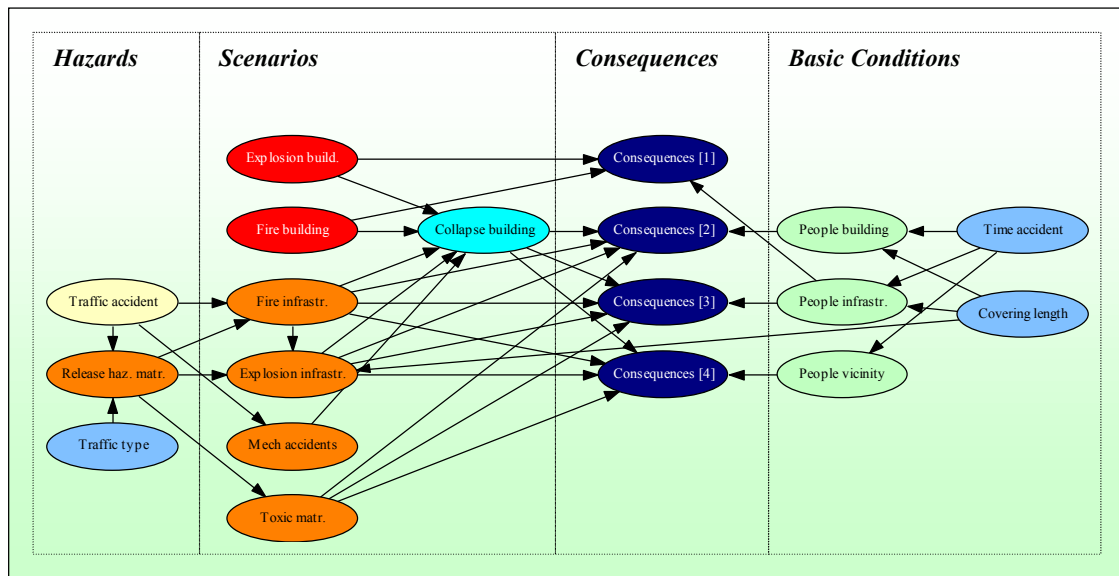 Hazards
Scenarios
Consequences
Basic Conditions
Explosion build.
Consequences [1]
Fire building
Collapse building
Consequences [2]
People building
Time accident
Traffic accident
Fire infrastr.
Consequences [3]
People infrastr.
Covering length
Release haz. matr.
Explosion infrastr.
Consequences [4]
People vicinity
Traffic type
Mech accidents
Toxic matr.